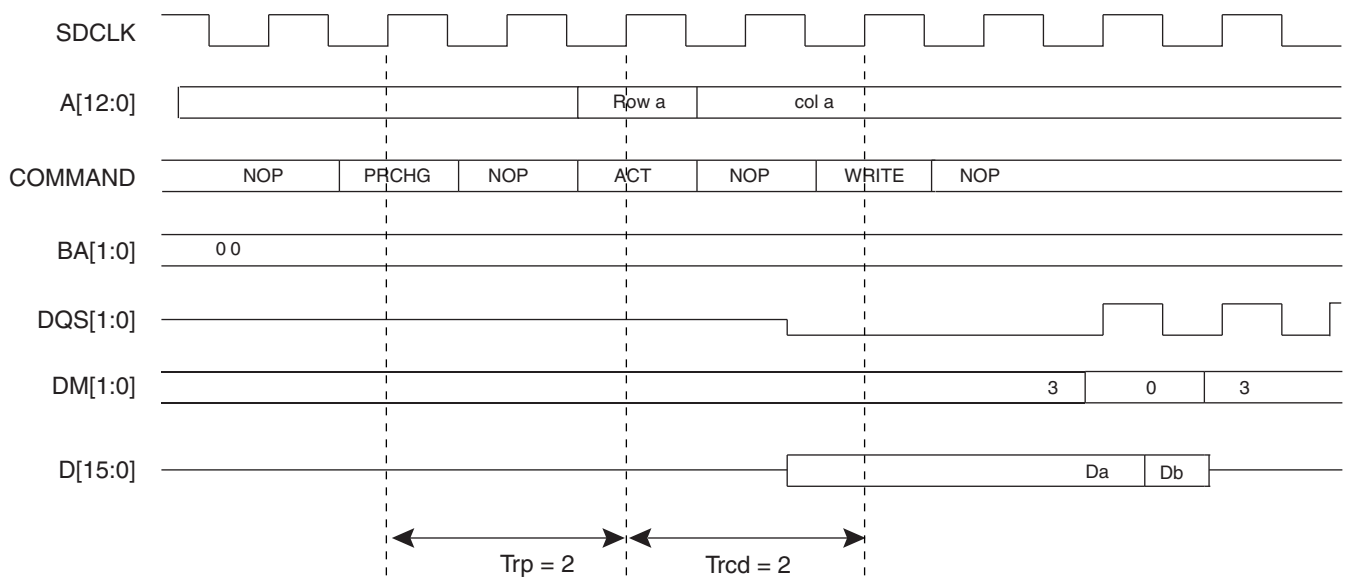 SDCLK
A[12:0] Row a col a
COMMAND NOP PRCHG NOP ACT NOP WRITE NOP
BA[1:0] 0 0
DQS[1:0]
DM[1:0] 3 0 3
D[15:0] Da Db
Trp = 2 Trcd = 2